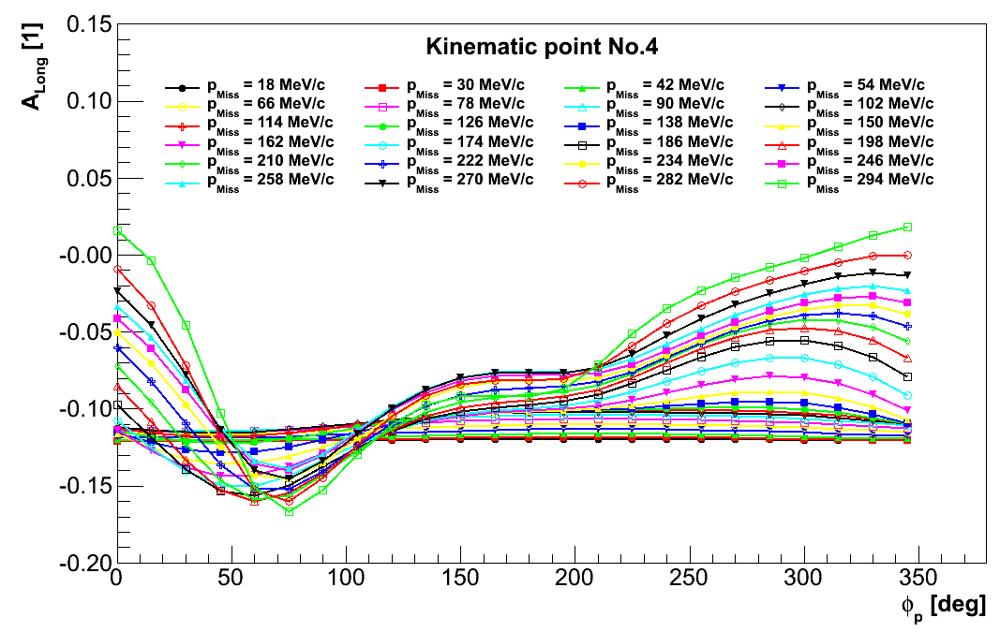 Kinematic point No.4
A_Long [1]
p_Miss = 18 MeV/c p_Miss = 30 MeV/c p_Miss = 42 MeV/c p_Miss = 54 MeV/c
p_Miss = 66 MeV/c p_Miss = 78 MeV/c p_Miss = 90 MeV/c p_Miss = 102 MeV/c
p_Miss = 114 MeV/c p_Miss = 126 MeV/c p_Miss = 138 MeV/c p_Miss = 150 MeV/c
p_Miss = 162 MeV/c p_Miss = 174 MeV/c p_Miss = 186 MeV/c p_Miss = 198 MeV/c
p_Miss = 210 MeV/c p_Miss = 222 MeV/c p_Miss = 234 MeV/c p_Miss = 246 MeV/c
p_Miss = 258 MeV/c p_Miss = 270 MeV/c p_Miss = 282 MeV/c p_Miss = 294 MeV/c
0.15
0.10
0.05
-0.00
-0.05
-0.10
-0.15
-0.20
0 50 100 150 200 250 300 350
ϕ_p [deg]